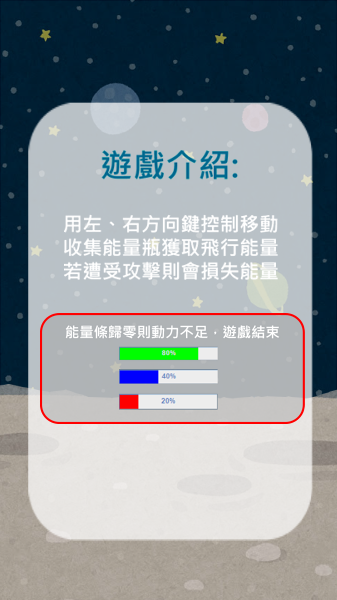 遊戲介紹:
用左、右方向鍵控制移動
收集能量瓶獲取飛行能量
若遭受攻擊則會損失能量
能量條歸零則動力不足，遊戲結束
80%
40%
20%